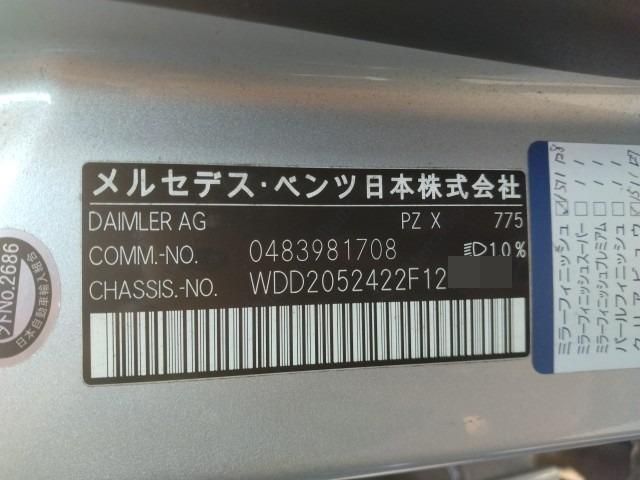 メルセデス・ベンツ日本株式会社
DAIMLER AG PZ X 775
COMM.-NO. 0483981708 10%
CHASSIS.-NO. WDD2052422F12
No.2686
日本自動車輸入組合
ミラーフィニッシュ
ミラーフィニッシュスーパー
ミラーフィニッシュプレミアム
パールフィニッシュ